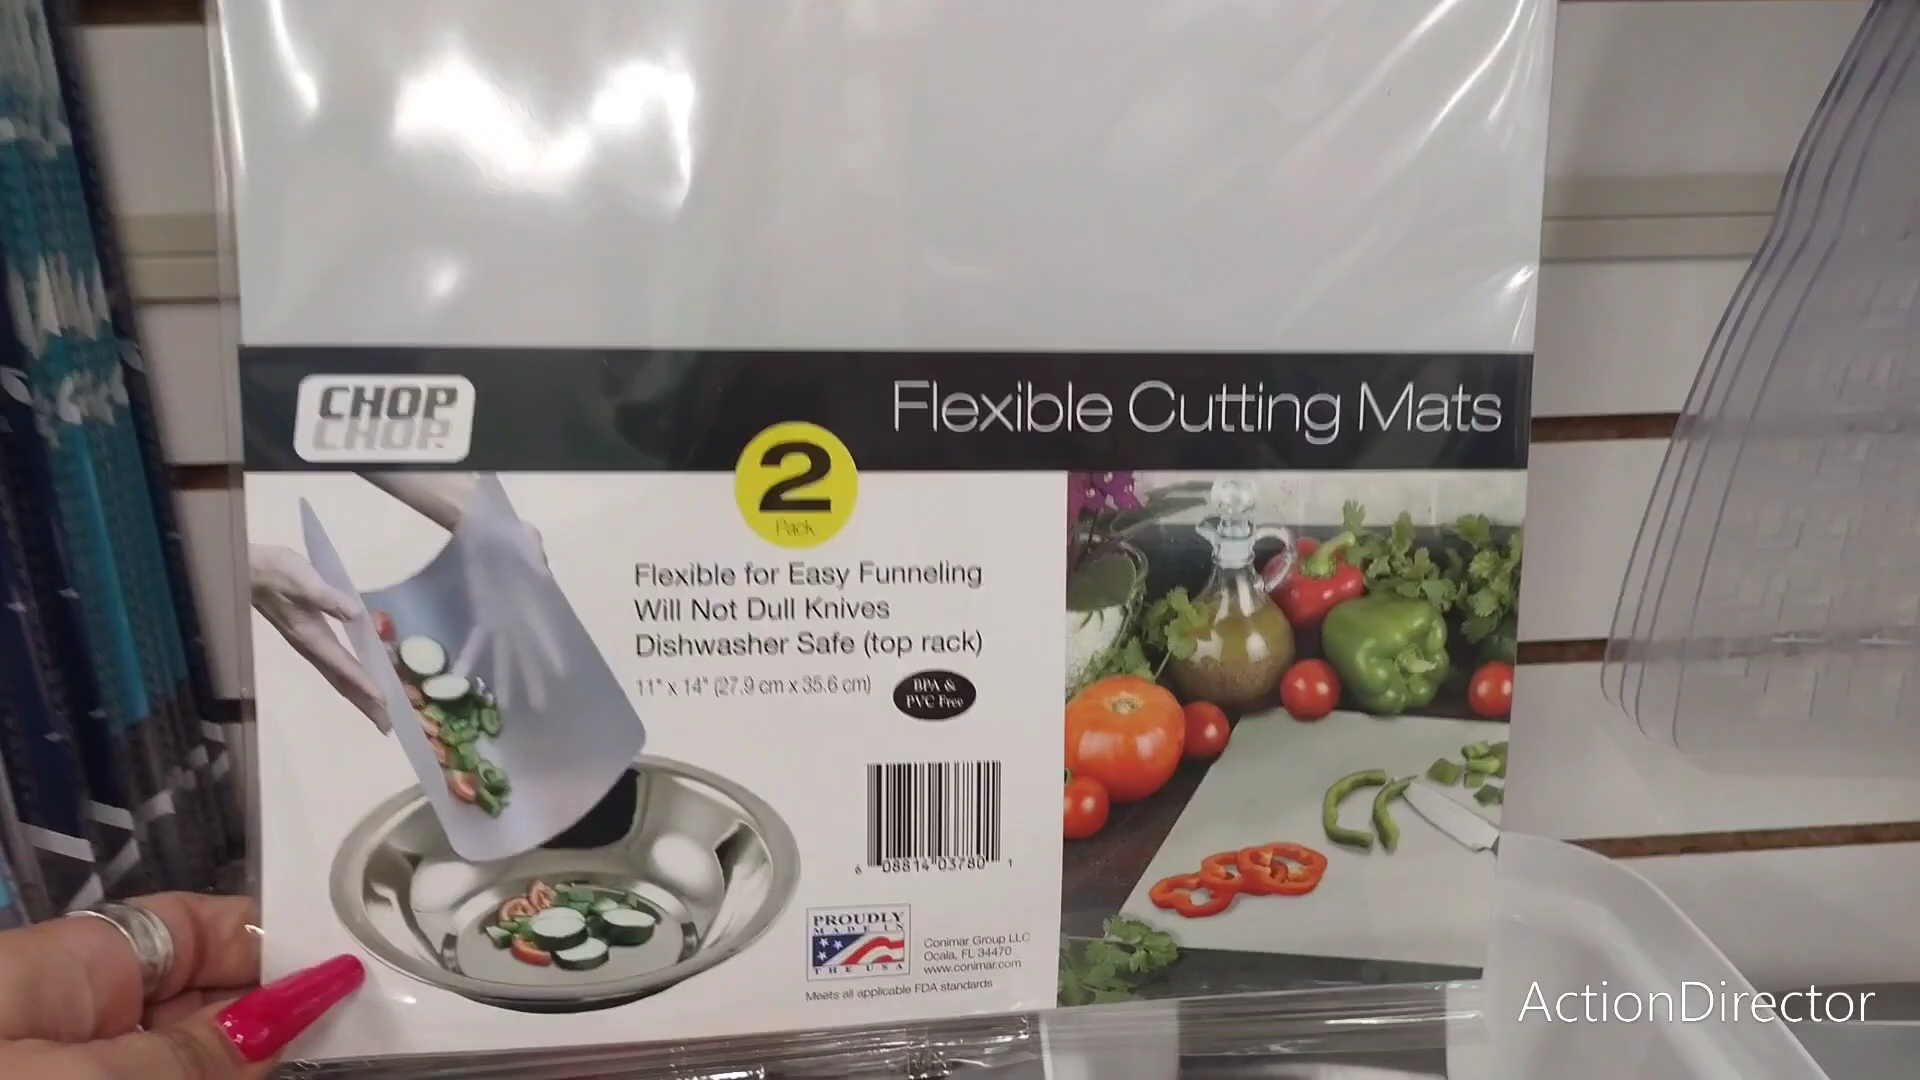 CHOP
CHOP
Flexible Cutting Mats
2
Pack
Flexible for Easy Funneling
Will Not Dull Knives
Dishwasher Safe (top rack)
11" x 14" (27.9 cm x 35.6 cm)
BPA &
PVC Free
6 08814 03780 1
PROUDLY
MADE IN
THE USA
Conimar Group LLC
Ocala, FL 34470
www.conimar.com
Meets all applicable FDA standards
ActionDirector